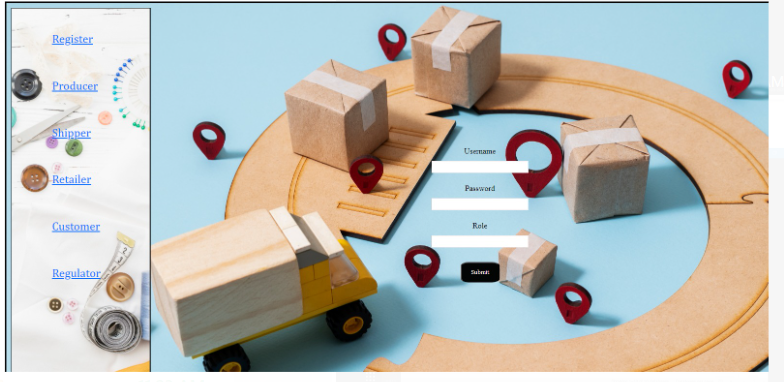 Register
Producer
Shipper
Retailer
Customer
Regulator
Username
Password
Role
Submit